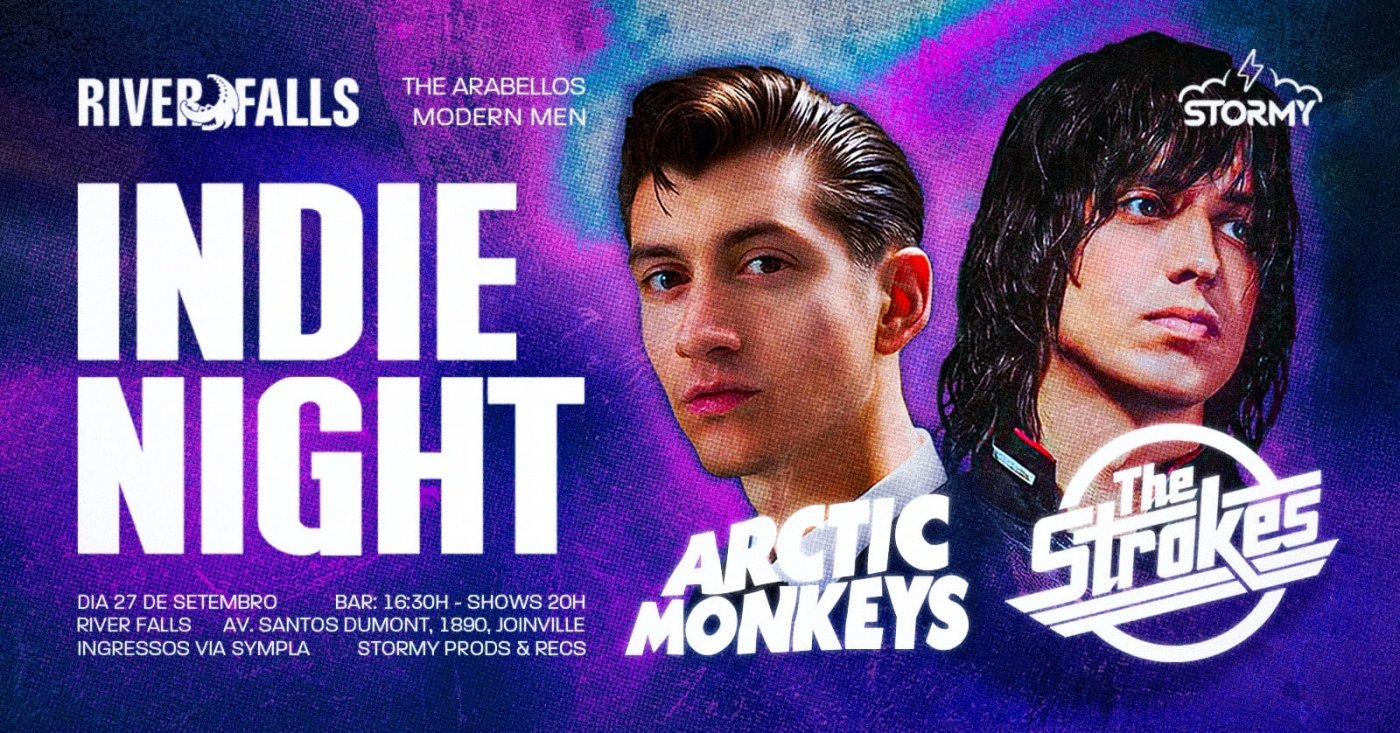 RIVER FALLS
THE ARABELLOS
MODERN MEN
STORMY
INDIE
NIGHT
ARCTIC
MONKEYS
The
Strokes
DIA 27 DE SETEMBRO BAR: 16:30H - SHOWS 20H
RIVER FALLS AV. SANTOS DUMONT, 1890, JOINVILLE
INGRESSOS VIA SYMPLA STORMY PRODS & RECS